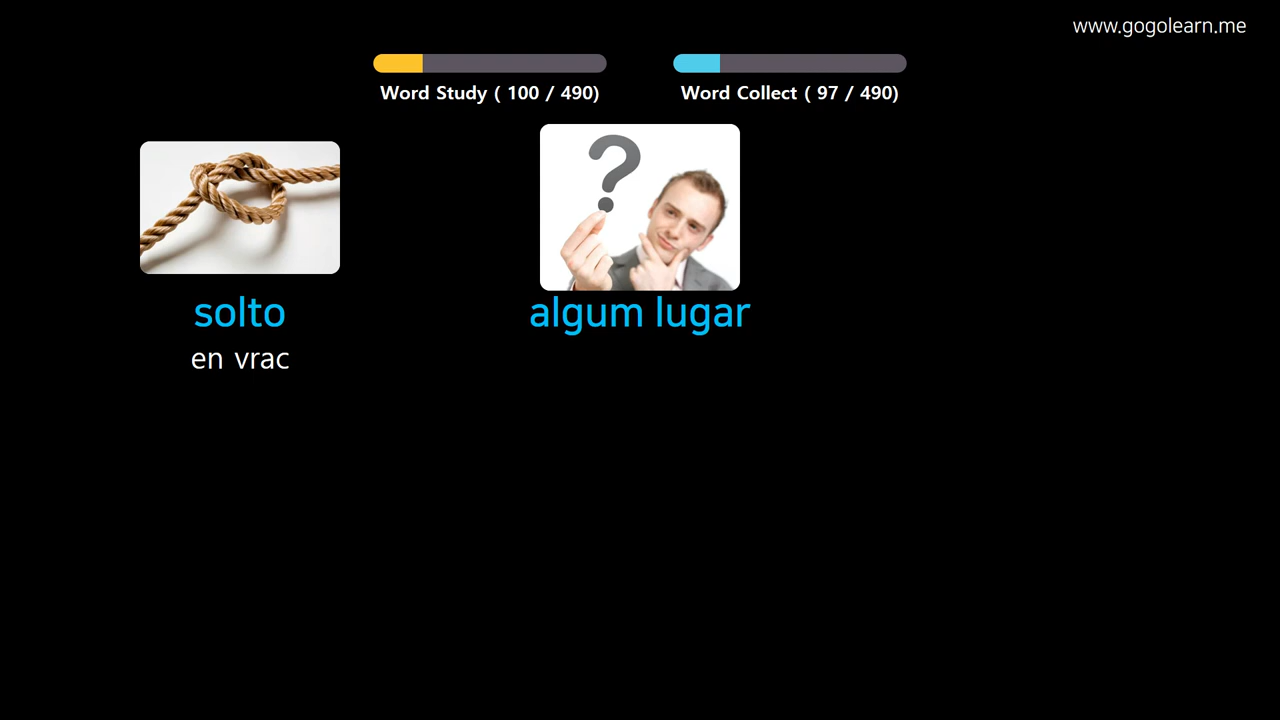 www.gogolearn.me
Word Study ( 100 / 490)
Word Collect ( 97 / 490)
solto
en vrac
algum lugar